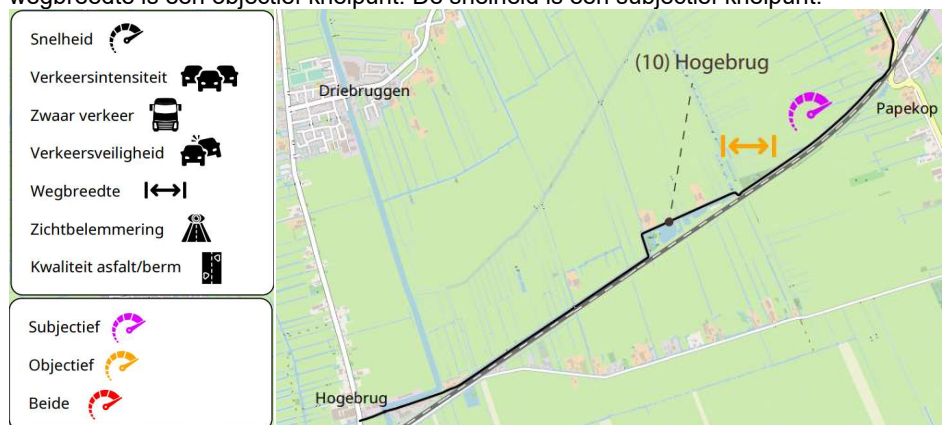 wegbreedte is een objectief knelpunt. De snelheid is een subjectief knelpunt.
Snelheid
Verkeersintensiteit
Zwaar verkeer
Verkeersveiligheid
Wegbreedte
Zichtbelemmering
Kwaliteit asfalt/berm
Subjectief
Objectief
Beide
(10) Hogebrug
Driebruggen
Papekop
Hogebrug